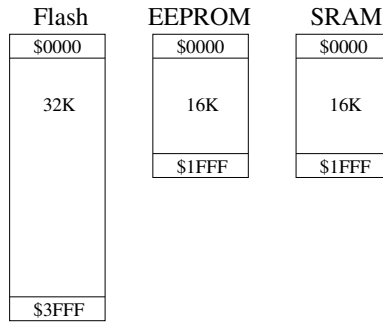 Flash EEPROM SRAM
$0000 $0000 $0000
32K 16K 16K
$1FFF $1FFF
$3FFF